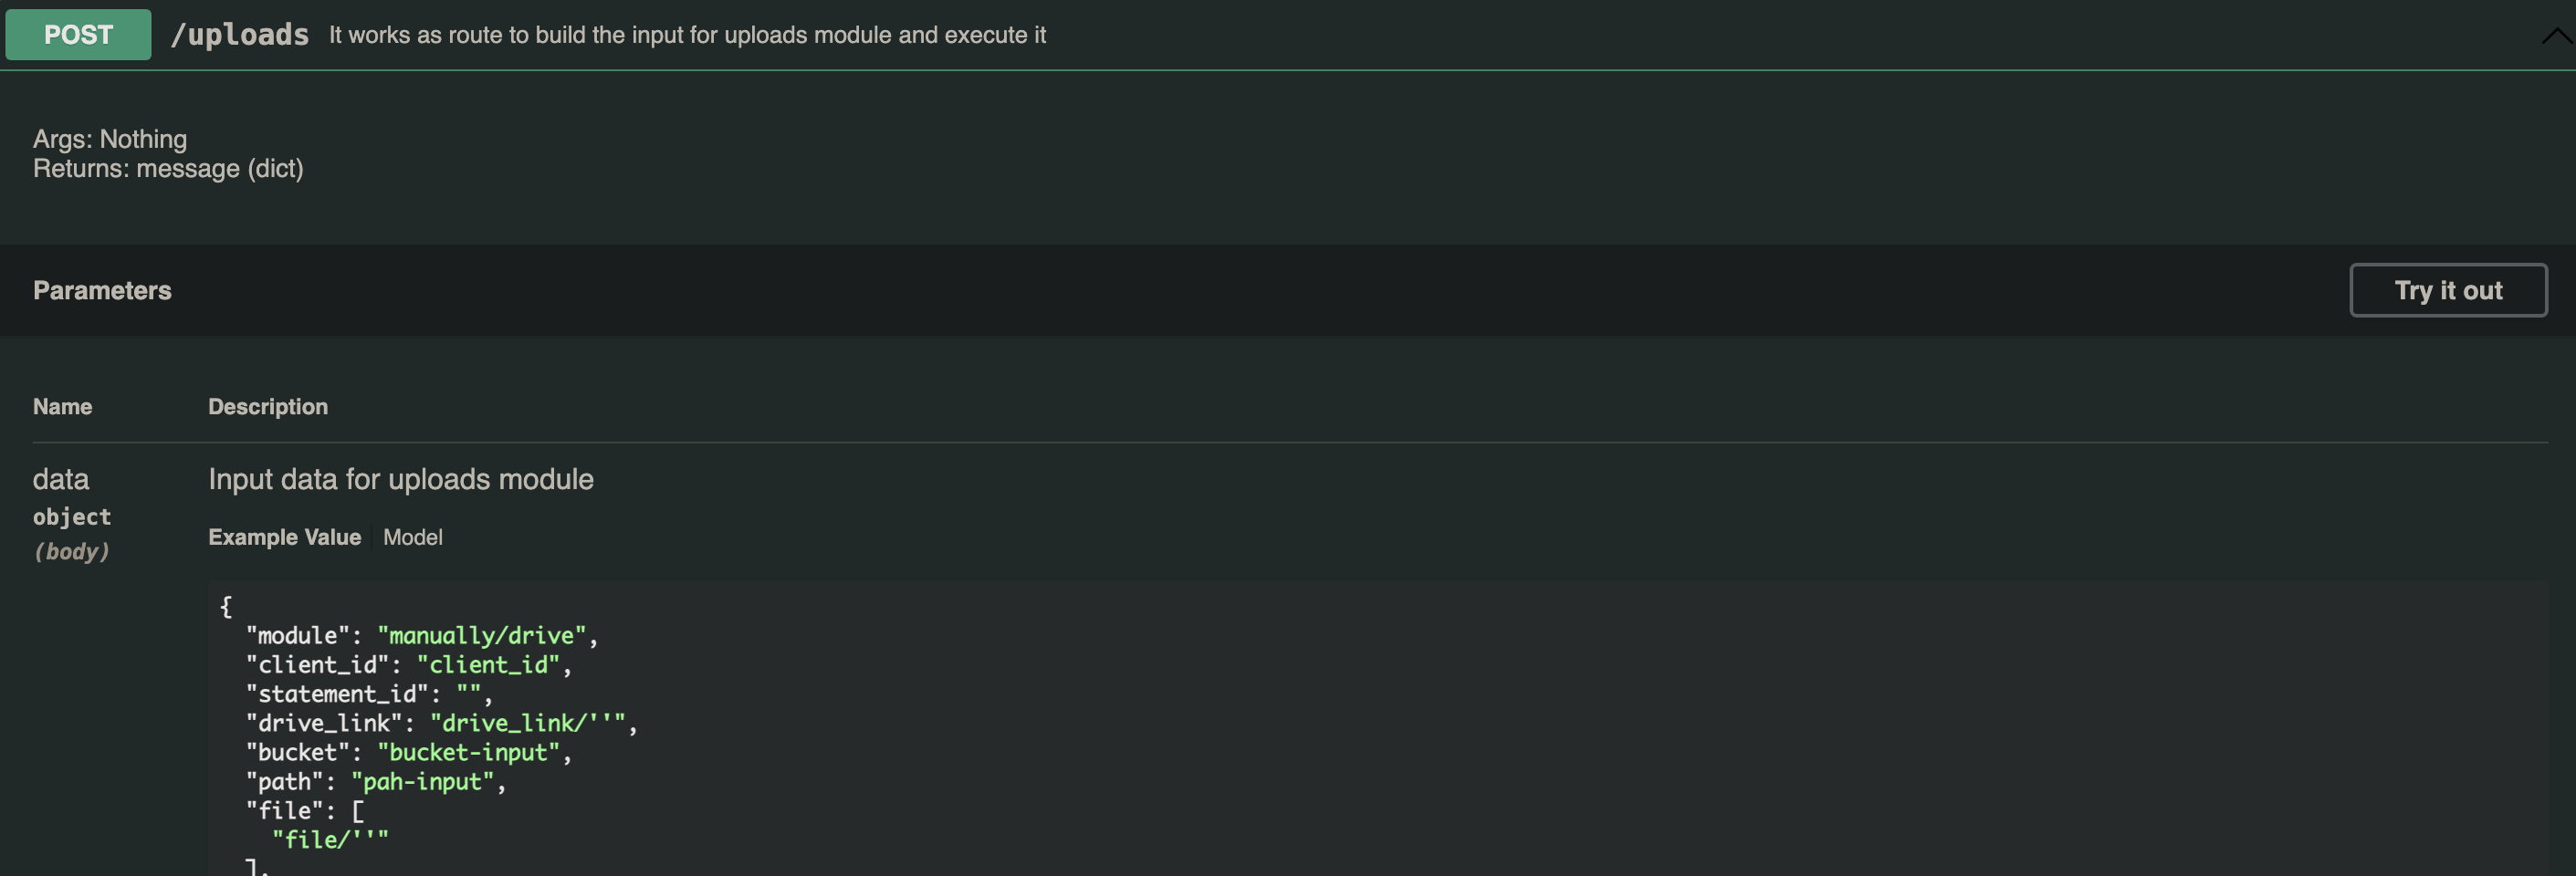 POST /uploads It works as route to build the input for uploads module and execute it
Args: Nothing
Returns: message (dict)
Parameters
Try it out
Name Description
data Input data for uploads module
object
(body)
Example Value Model
{
"module": "manually/drive",
"client_id": "client_id",
"statement_id": "",
"drive_link": "drive_link/''",
"bucket": "bucket-input",
"path": "pah-input",
"file": [
"file/''"
],